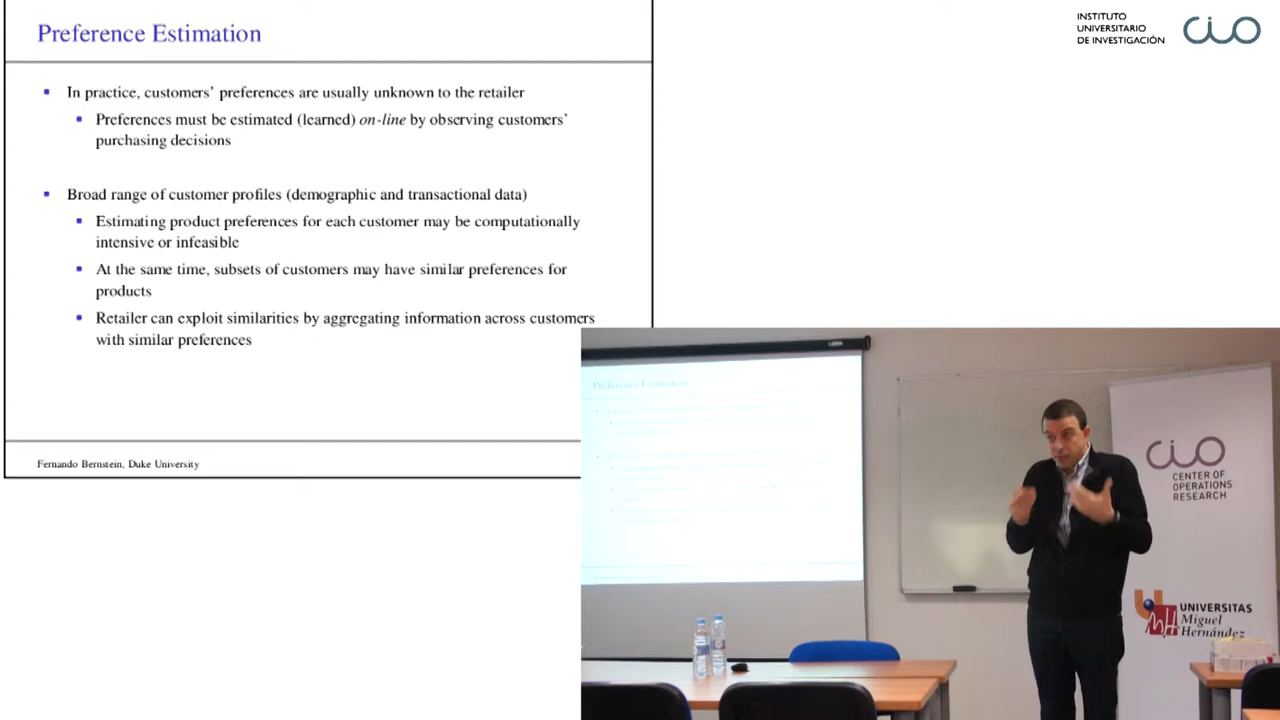 Preference Estimation
In practice, customers' preferences are usually unknown to the retailer
Preferences must be estimated (learned) on-line by observing customers'
purchasing decisions
Broad range of customer profiles (demographic and transactional data)
Estimating product preferences for each customer may be computationally
intensive or infeasible
At the same time, subsets of customers may have similar preferences for
products
Retailer can exploit similarities by aggregating information across customers
with similar preferences
Fernando Bernstein, Duke University
INSTITUTO
UNIVERSITARIO
DE INVESTIGACIÓN
CIO
Preference Estimation
CIO
CENTER OF
OPERATIONS
RESEARCH
UMH
UNIVERSITAS
Miguel
Hernández